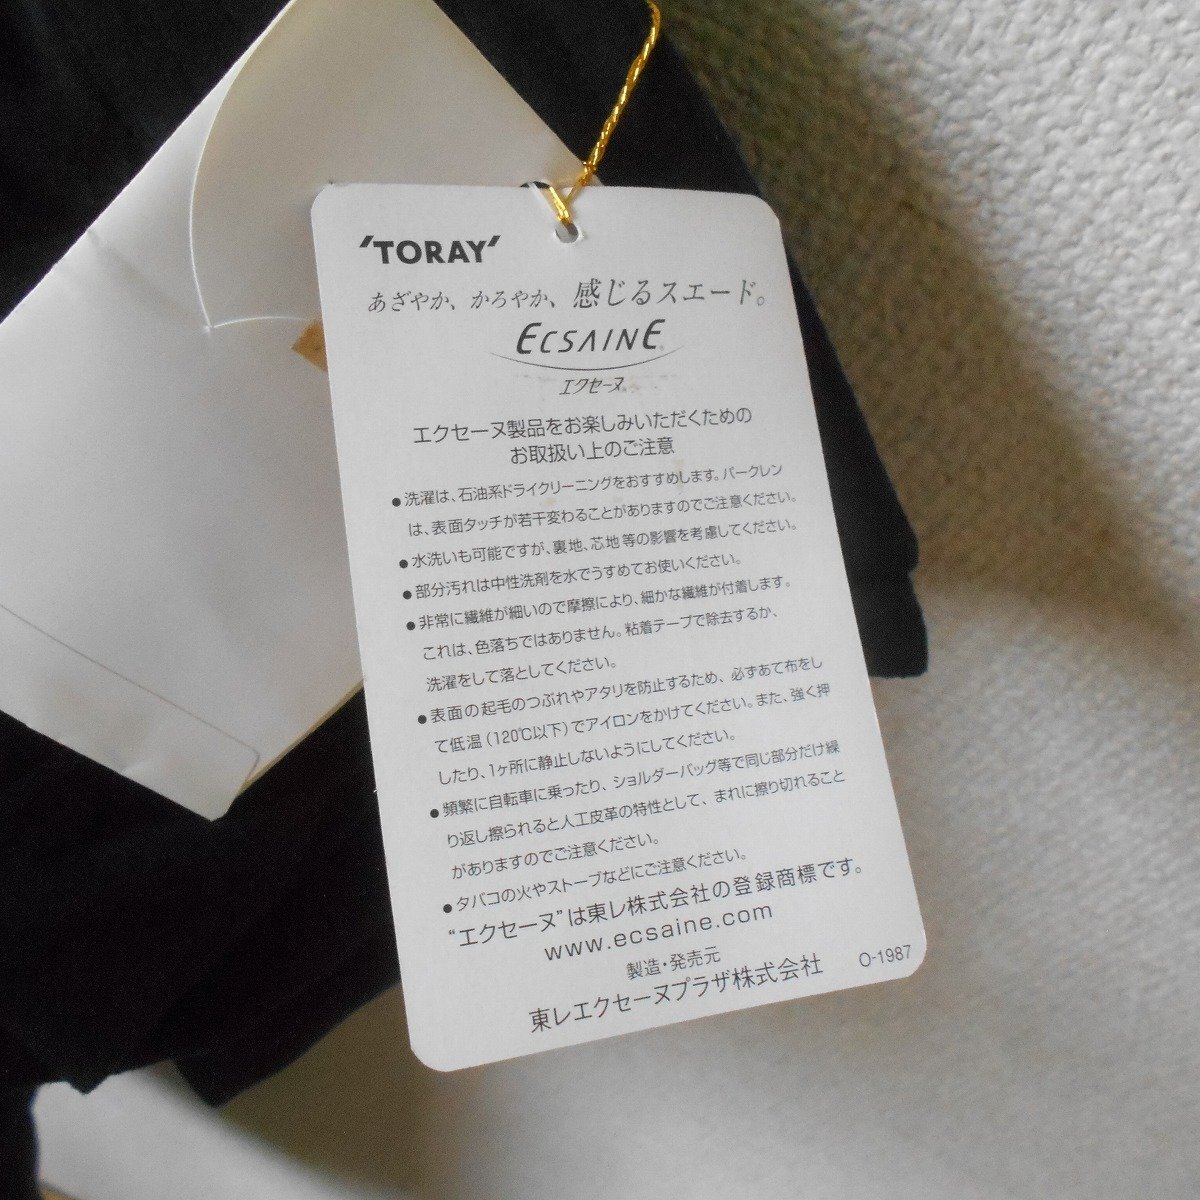 'TORAY'
あざやか、かろやか、感じるスエード。
ECSAINE
エクセーヌ
エクセーヌ製品をお楽しみいただくための
お取扱い上のご注意
●洗濯は、石油系ドライクリーニングをおすすめします。パークレン
は、表面タッチが若干変わることがありますのでご注意ください。
●水洗いも可能ですが、裏地、芯地等の影響を考慮してください。
●部分汚れは中性洗剤を水でうすめてお使いください。
●非常に繊維が細いので摩擦により、細かな繊維が付着します。
これは、色落ちではありません。粘着テープで除去するか、
洗濯をして落としてください。
●表面の起毛のつぶれやアタリを防止するため、必ずあて布をし
て低温(120℃以下)でアイロンをかけてください。また、強く押
したり、1ヶ所に静止しないようにしてください。
●頻繁に自転車に乗ったり、ショルダーバッグ等で同じ部分だけ繰
り返し擦られると人工皮革の特性として、まれに擦り切れること
がありますのでご注意ください。
●タバコの火やストーブなどにご注意ください。
“エクセーヌ”は東レ株式会社の登録商標です。
www.ecsaine.com
製造・発売元
東レエクセーヌプラザ株式会社 O-1987